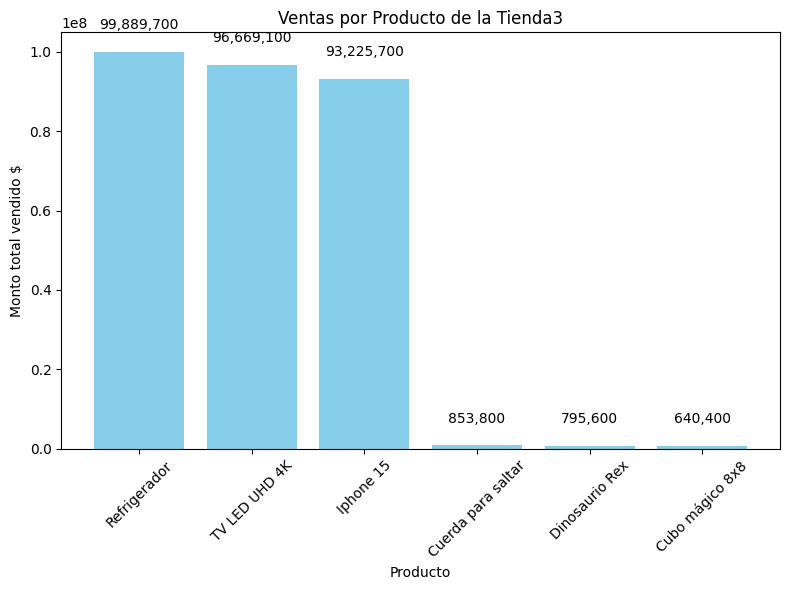 Ventas por Producto de la Tienda3
1e8
99,889,700
96,669,100
93,225,700
853,800
795,600
640,400
1.0
0.8
0.6
0.4
0.2
0.0
Monto total vendido $
Refrigerador
TV LED UHD 4K
Iphone 15
Cuerda para saltar
Dinosaurio Rex
Cubo mágico 8x8
Producto